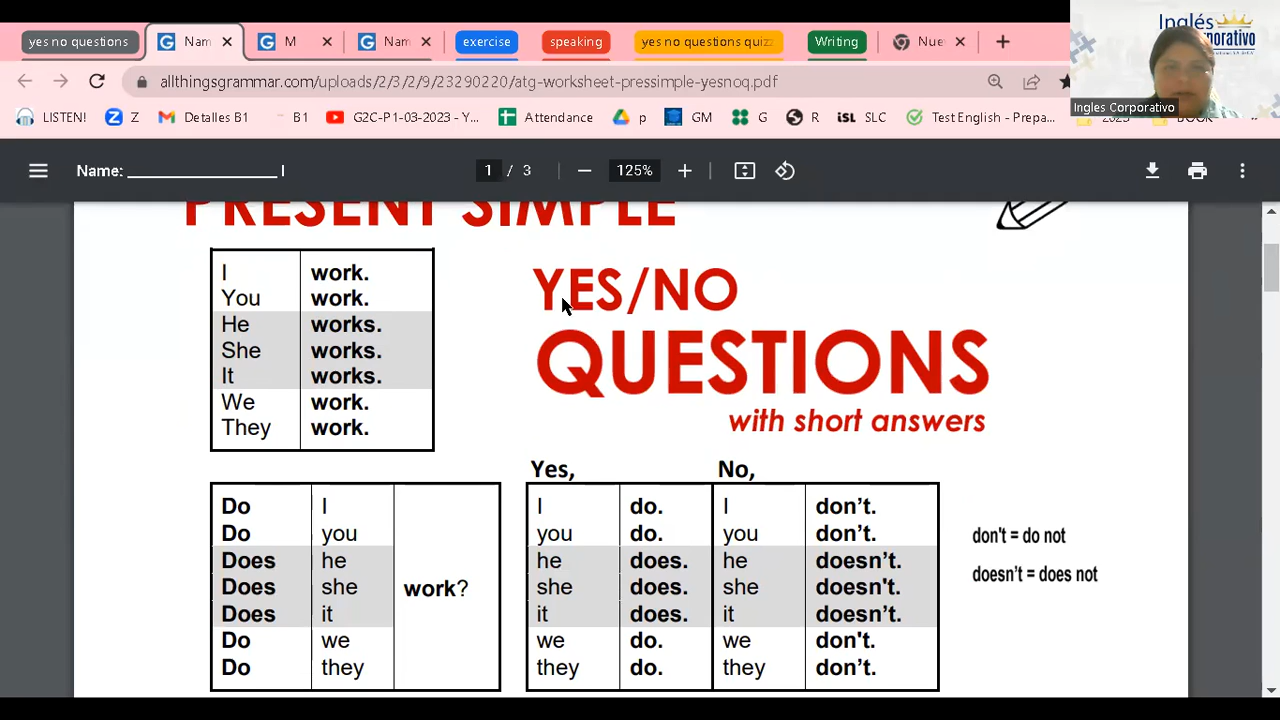 yes no questions
Nam
M
Nam
exercise
speaking
yes no questions quiz
Writing
Nue
Inglés
Corporativo
allthingsgrammar.com/uploads/2/3/2/9/23290220/atg-worksheet-pressimple-yesnoq.pdf
Ingles Corporativo
LISTEN!
Z
Detalles B1
B1
G2C-P1-03-2023 - Y...
Attendance
p
GM
G
R
iSL
SLC
Test English - Prepa...
2023
BOOK
»
Name: ________________ I
1 / 3
125%
PRESENT SIMPLE
I work.
You work.
He works.
She works.
It works.
We work.
They work.
YES/NO
QUESTIONS
with short answers
Yes, No,
Do I
Do you
Does he
Does she
Does it
Do we
Do they
work?
I do. I don't.
you do. you don't.
he does. he doesn't.
she does. she doesn't.
it does. it doesn't.
we do. we don't.
they do. they don't.
don't = do not
doesn't = does not